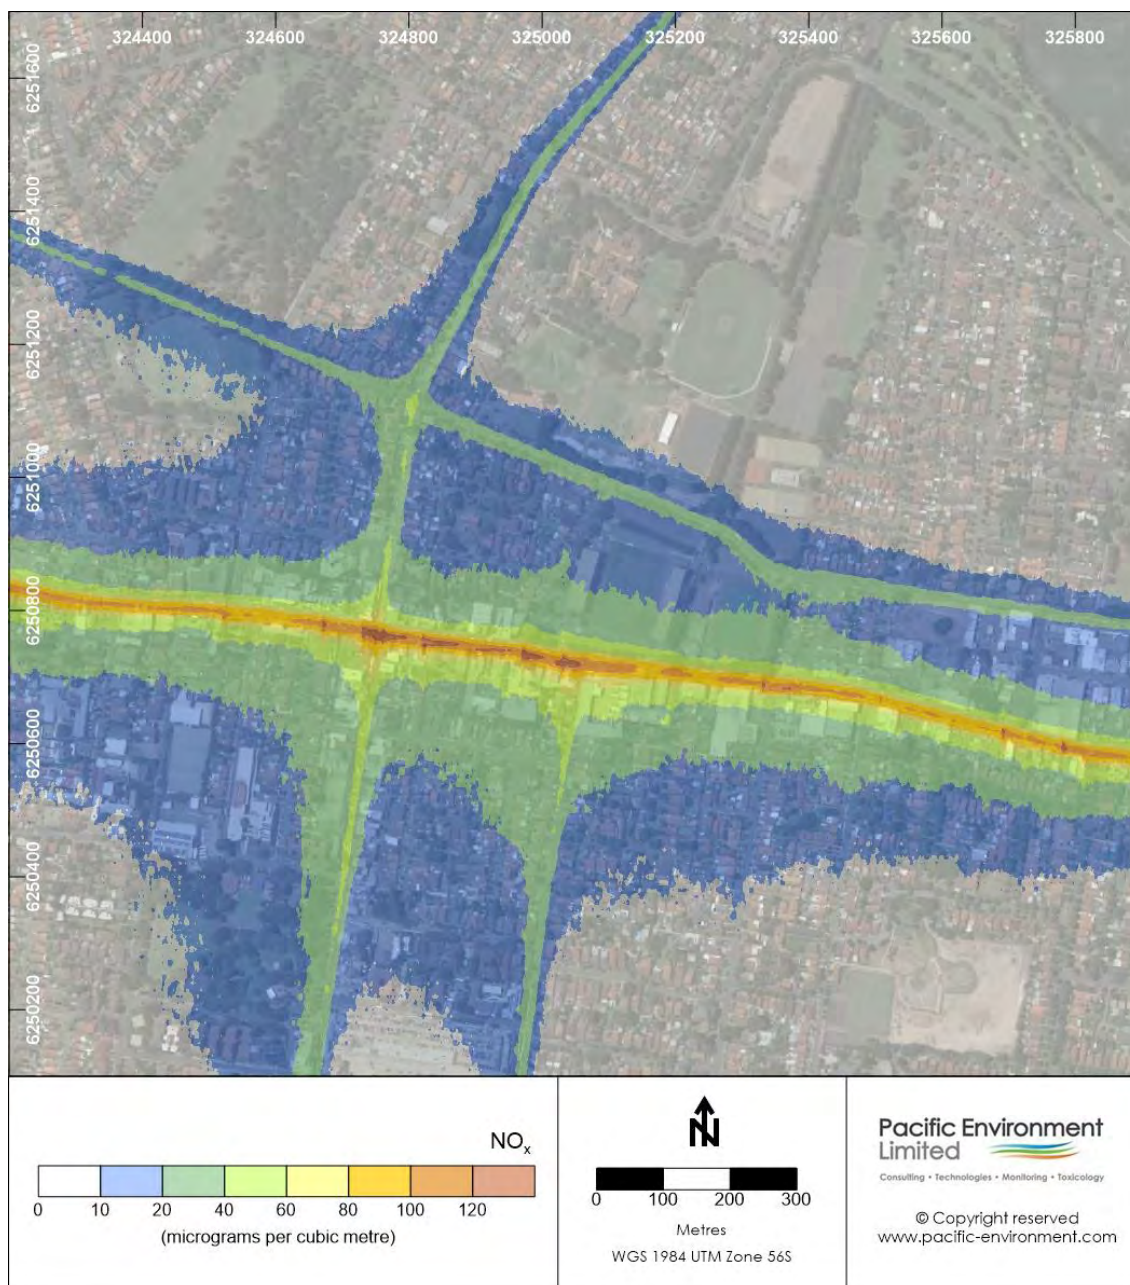 324400 324600 324800 325000 325200 325400 325600 325800
6251600
6251400
6251200
6251000
6250800
6250600
6250400
6250200
NOx
0 10 20 40 60 80 100 120
(micrograms per cubic metre)
N
0 100 200 300
Metres
WGS 1984 UTM Zone 56S
Pacific Environment
Limited
Consulting • Technologies • Monitoring • Toxicology
© Copyright reserved
www.pacific-environment.com